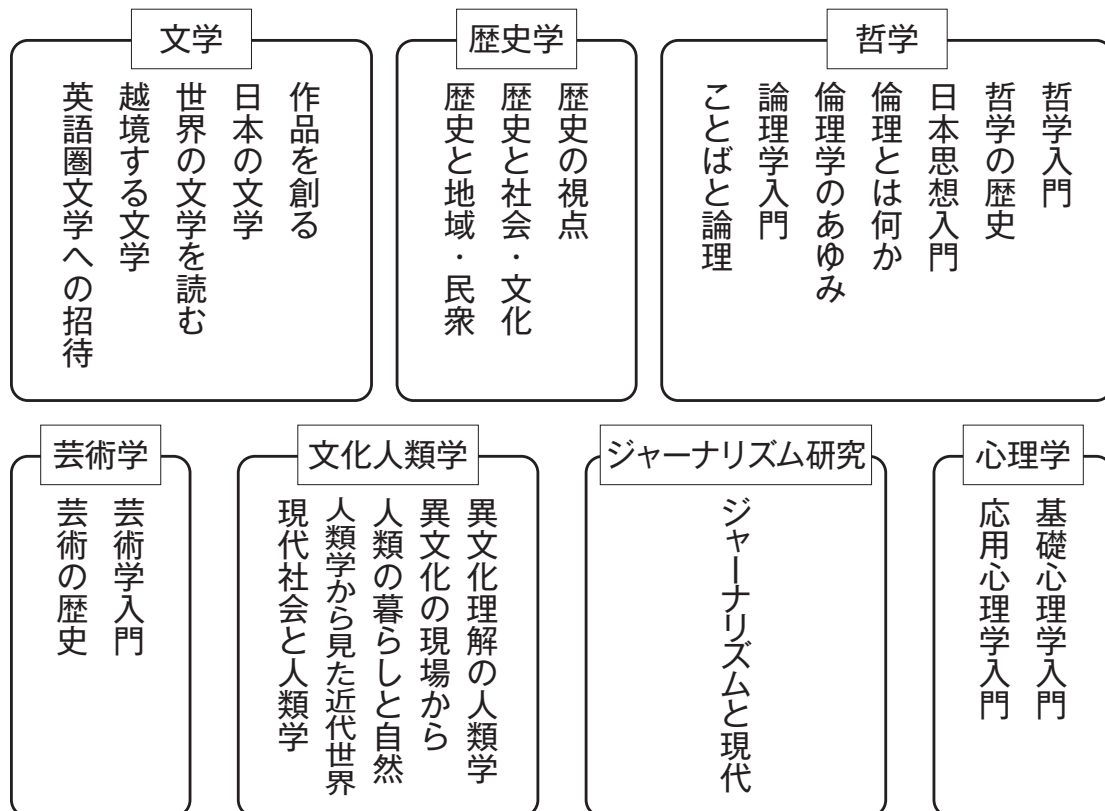 哲学
哲学入門
哲学の歴史
日本思想入門
倫理とは何か
倫理学のあゆみ
論理学入門
ことばと論理
歴史学
歴史の視点
歴史と社会・文化
歴史と地域・民衆
文学
作品を創る
日本の文学
世界の文学を読む
越境する文学
英語圏文学への招待
心理学
基礎心理学入門
応用心理学入門
ジャーナリズム研究
ジャーナリズムと現代
文化人類学
異文化理解の人類学
異文化の現場から
人類の暮らしと自然
人類学から見た近代世界
現代社会と人類学
芸術学
芸術学入門
芸術の歴史